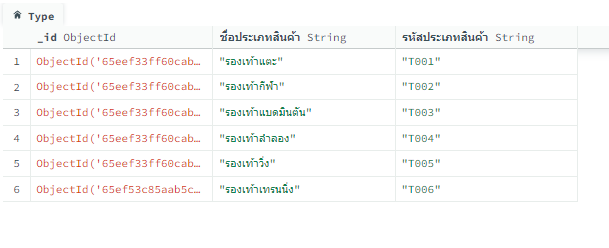 Type
_id ObjectId ชื่อประเภทสินค้า String รหัสประเภทสินค้า String
1 ObjectId('65eef33ff60cab… "รองเท้าแตะ" "T001"
2 ObjectId('65eef33ff60cab… "รองเท้ากีฬา" "T002"
3 ObjectId('65eef33ff60cab… "รองเท้าแบดมินตัน" "T003"
4 ObjectId('65eef33ff60cab… "รองเท้าลำลอง" "T004"
5 ObjectId('65eef33ff60cab… "รองเท้าวิ่ง" "T005"
6 ObjectId('65ef53c85aab5c… "รองเท้าเทรนนิ่ง" "T006"